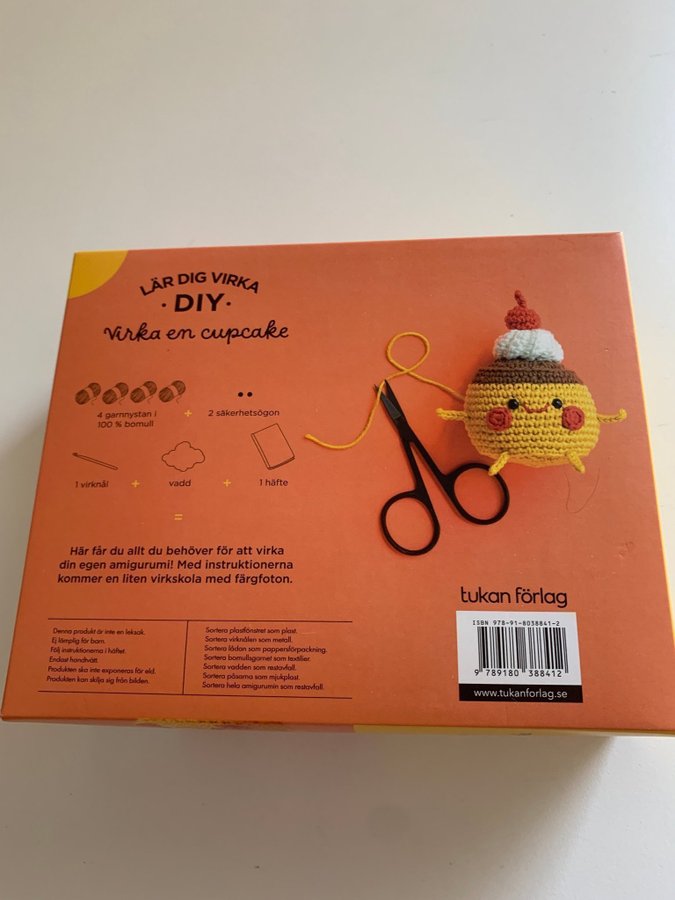 LÄR DIG VIRKA
· DIY ·
Virka en cupcake
4 garnnystan i
100 % bomull
+
2 säkerhetsögon
1 virknål
+
vadd
+
1 häfte
=
Här får du allt du behöver för att virka
din egen amigurumi! Med instruktionerna
kommer en liten virkskola med färgfoton.
Denna produkt är inte en leksak.
Ej lämplig för barn.
Följ instruktionerna i häftet.
Endast handtvätt.
Produkten ska inte exponeras för eld.
Produkten kan skilja sig från bilden.
Sortera plastfönstret som plast.
Sortera virknålen som metall.
Sortera lådan som pappersförpackning.
Sortera bomullsgarnet som textilier.
Sortera vadden som restavfall.
Sortera påsarna som mjukplast.
Sortera hela amigurumin som restavfall.
tukan förlag
ISBN 978-91-8038841-2
9 789180 388412
www.tukanforlag.se